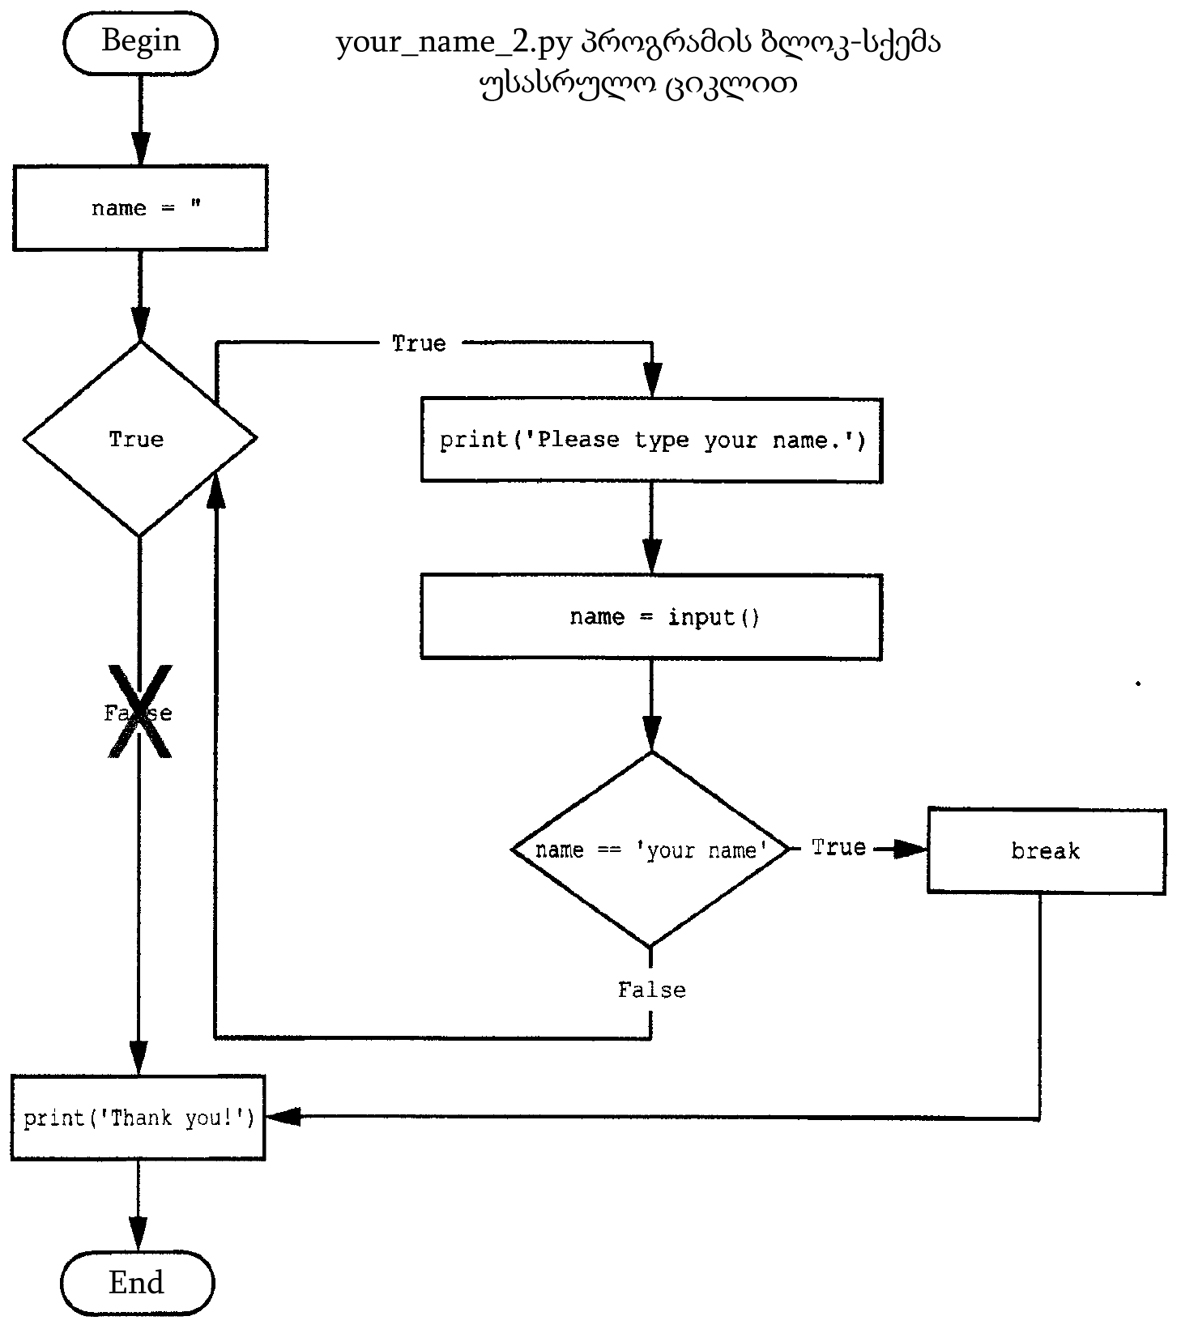 Begin
your_name_2.py პროგრამის ბლოკ-სქემა
უსასრულო ციკლით
name = "
True
True
print('Please type your name.')
name = input()
False
name == 'your name'
True
break
False
print('Thank you!')
End